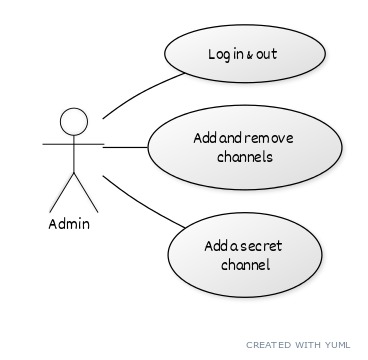 Log in & out
Add and remove
channels
Admin
Add a secret
channel
CREATED WITH YUML